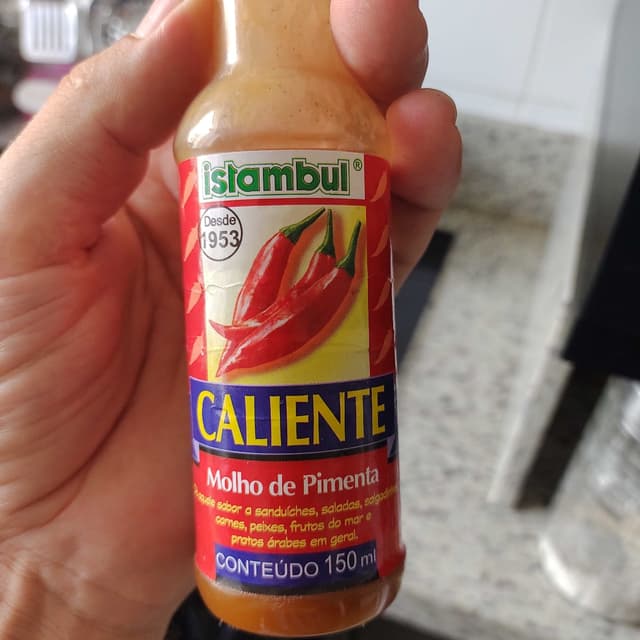 istambul®
Desde
1953
CALIENTE
Molho de Pimenta
sabor a sanduíches, saladas,
carnes, peixes, frutos do mar e
pratos árabes em geral.
CONTEÚDO 150 ml